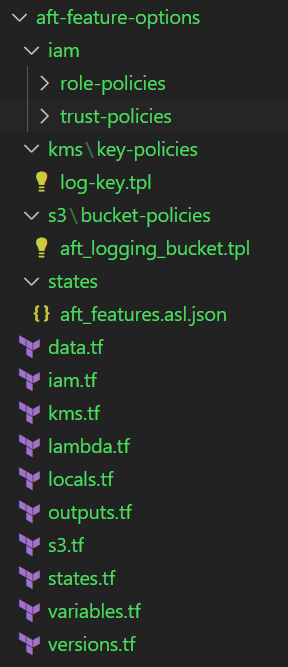 aft-feature-options
iam
role-policies
trust-policies
kms\key-policies
log-key.tpl
s3\bucket-policies
aft_logging_bucket.tpl
states
{} aft_features.asl.json
data.tf
iam.tf
kms.tf
lambda.tf
locals.tf
outputs.tf
s3.tf
states.tf
variables.tf
versions.tf